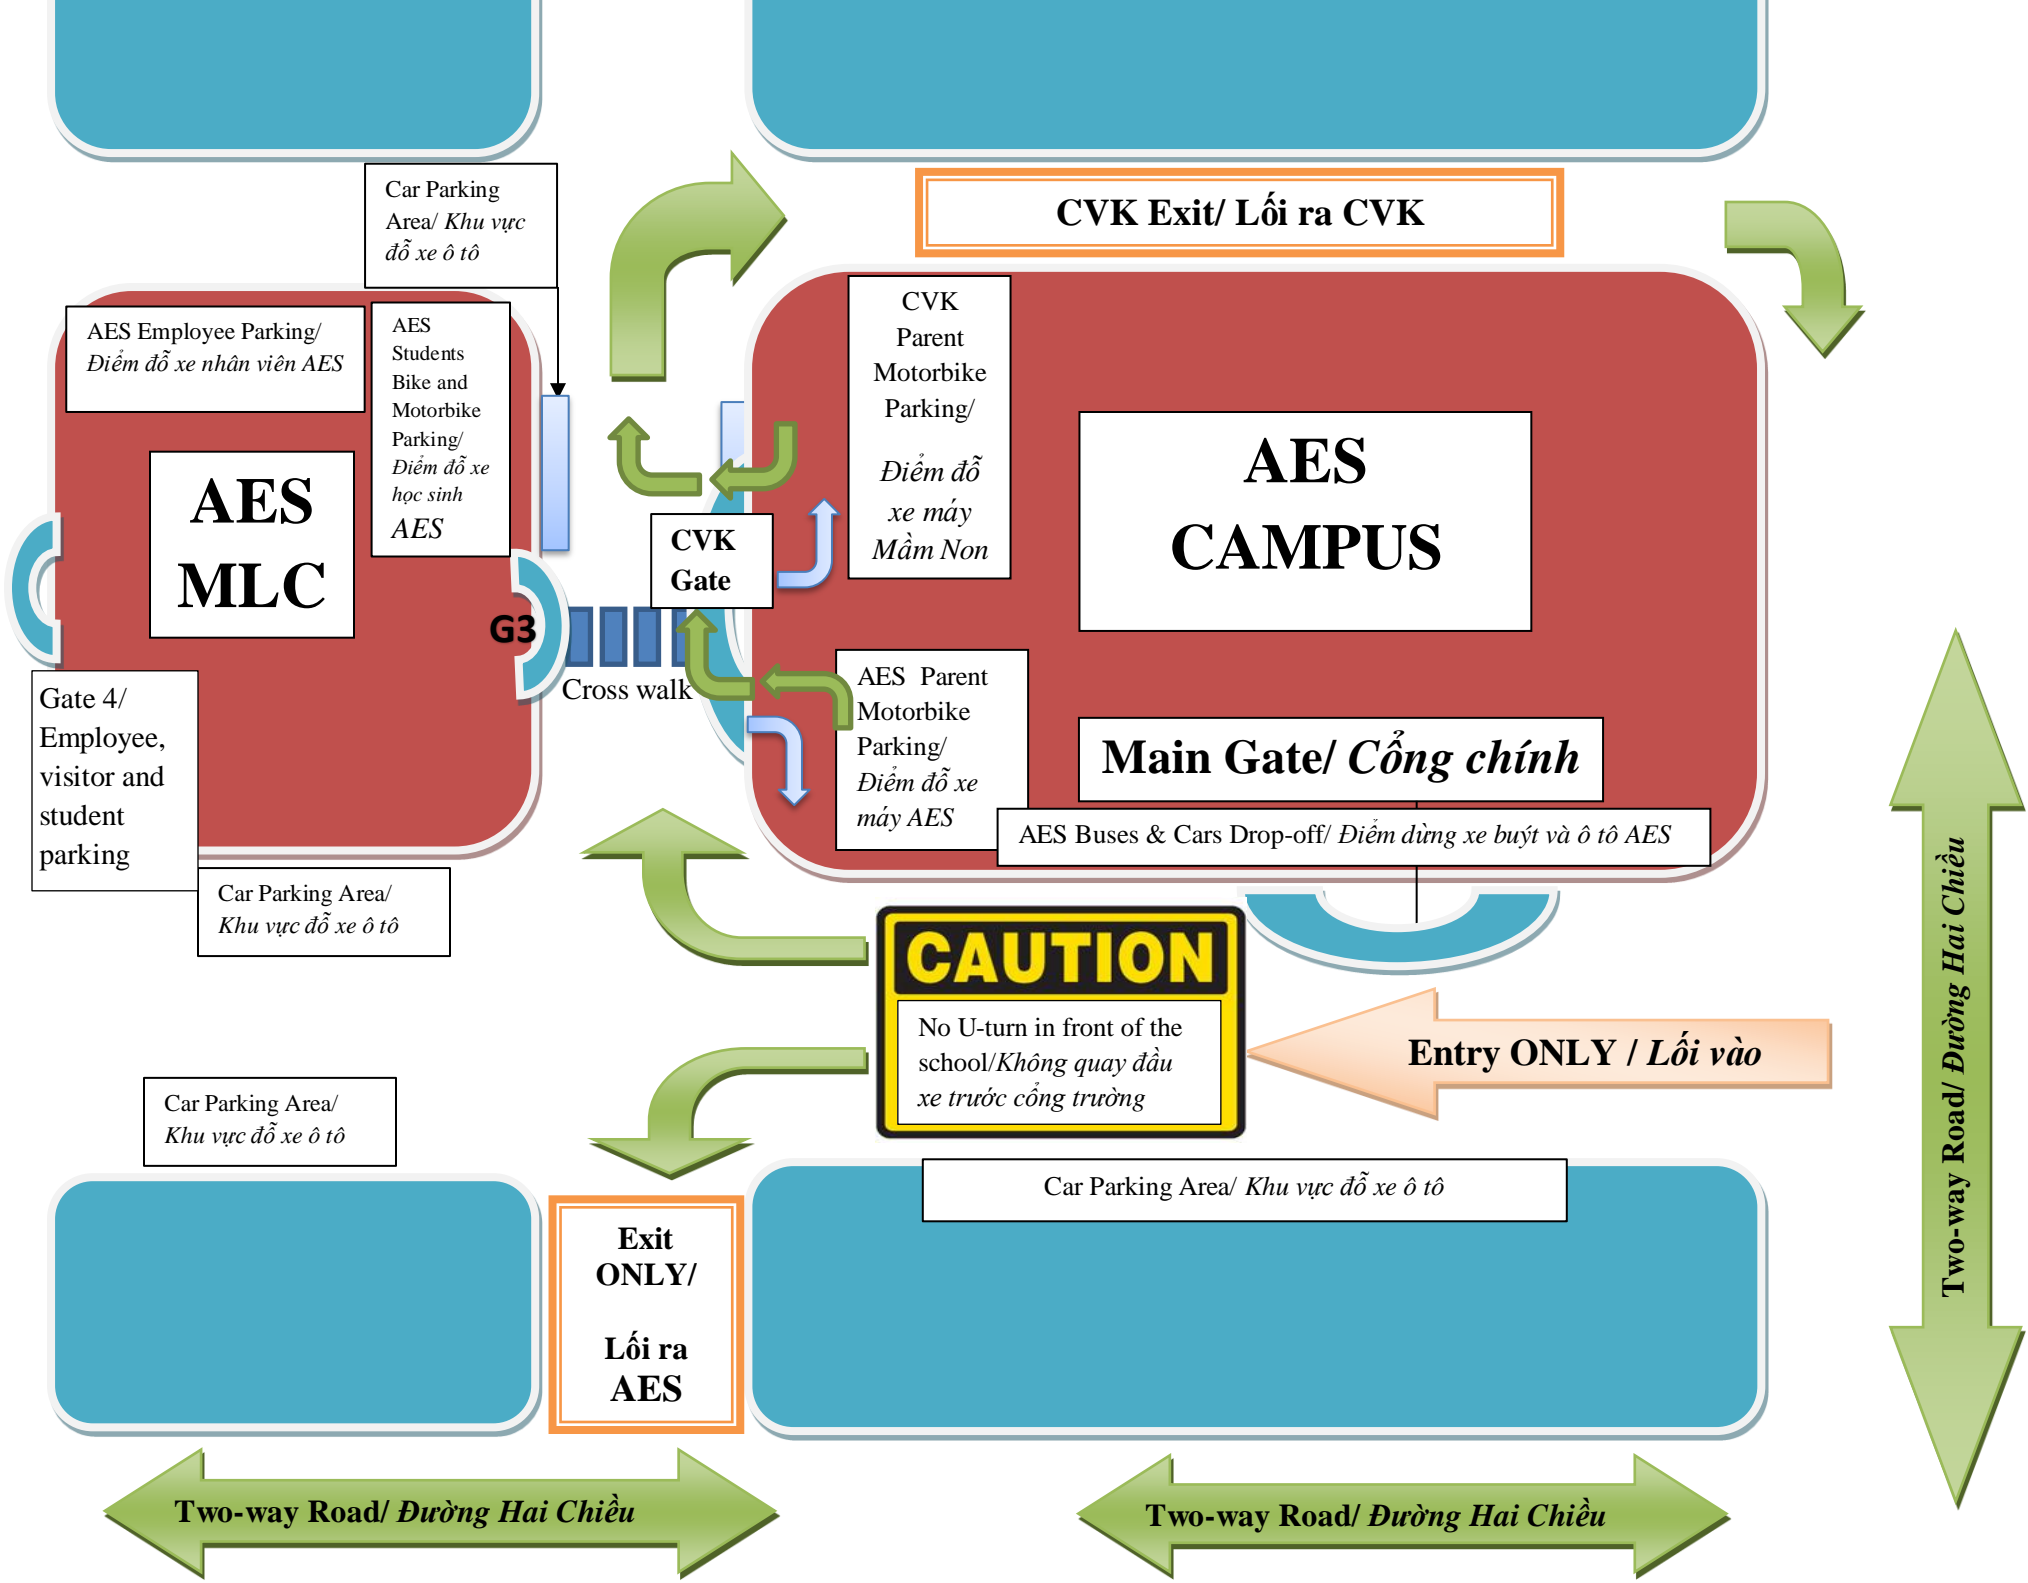 Car Parking
Area/ Khu vực
đỗ xe ô tô
CVK Exit/ Lối ra CVK
AES Employee Parking/
Điểm đỗ xe nhân viên AES
AES
Students
Bike and
Motorbike
Parking/
Điểm đỗ xe
học sinh
AES
CVK
Parent
Motorbike
Parking/
Điểm đỗ
xe máy
Mầm Non
AES
CAMPUS
AES
MLC
CVK
Gate
G3
Cross walk
Gate 4/
Employee,
visitor and
student
parking
AES Parent
Motorbike
Parking/
Điểm đỗ xe
máy AES
Main Gate/ Cổng chính
AES Buses & Cars Drop-off/ Điểm dừng xe buýt và ô tô AES
Car Parking Area/
Khu vực đỗ xe ô tô
CAUTION
No U-turn in front of the
school/Không quay đầu
xe trước cổng trường
Entry ONLY / Lối vào
Two-way Road/ Đường Hai Chiều
Car Parking Area/
Khu vực đỗ xe ô tô
Car Parking Area/ Khu vực đỗ xe ô tô
Exit
ONLY/
Lối ra
AES
Two-way Road/ Đường Hai Chiều
Two-way Road/ Đường Hai Chiều